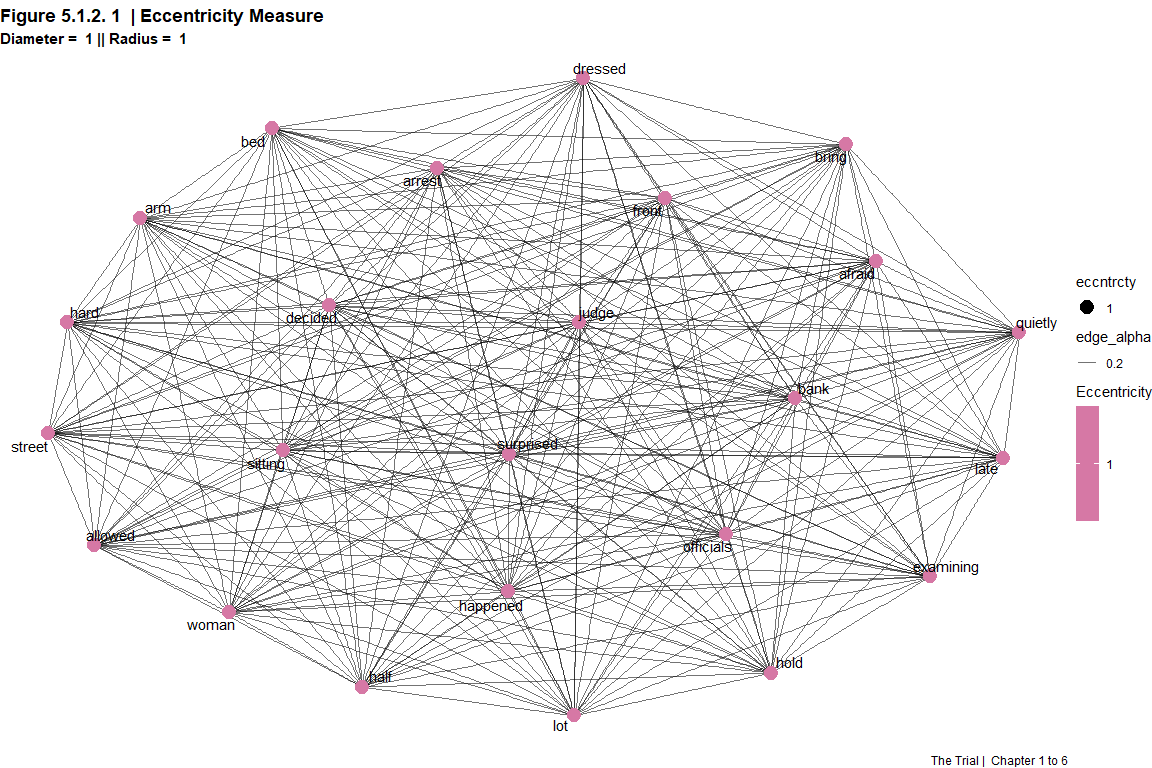 Figure 5.1.2. 1 | Eccentricity Measure
Diameter = 1 || Radius = 1
dressed
bed
bring
arrest
arm
front
afraid
hard
decided
judge
quietly
bank
street
surprised
sitting
late
allowed
officials
examining
happened
woman
hold
half
lot
eccntrcty
1
edge_alpha
0.2
Eccentricity
1
The Trial | Chapter 1 to 6